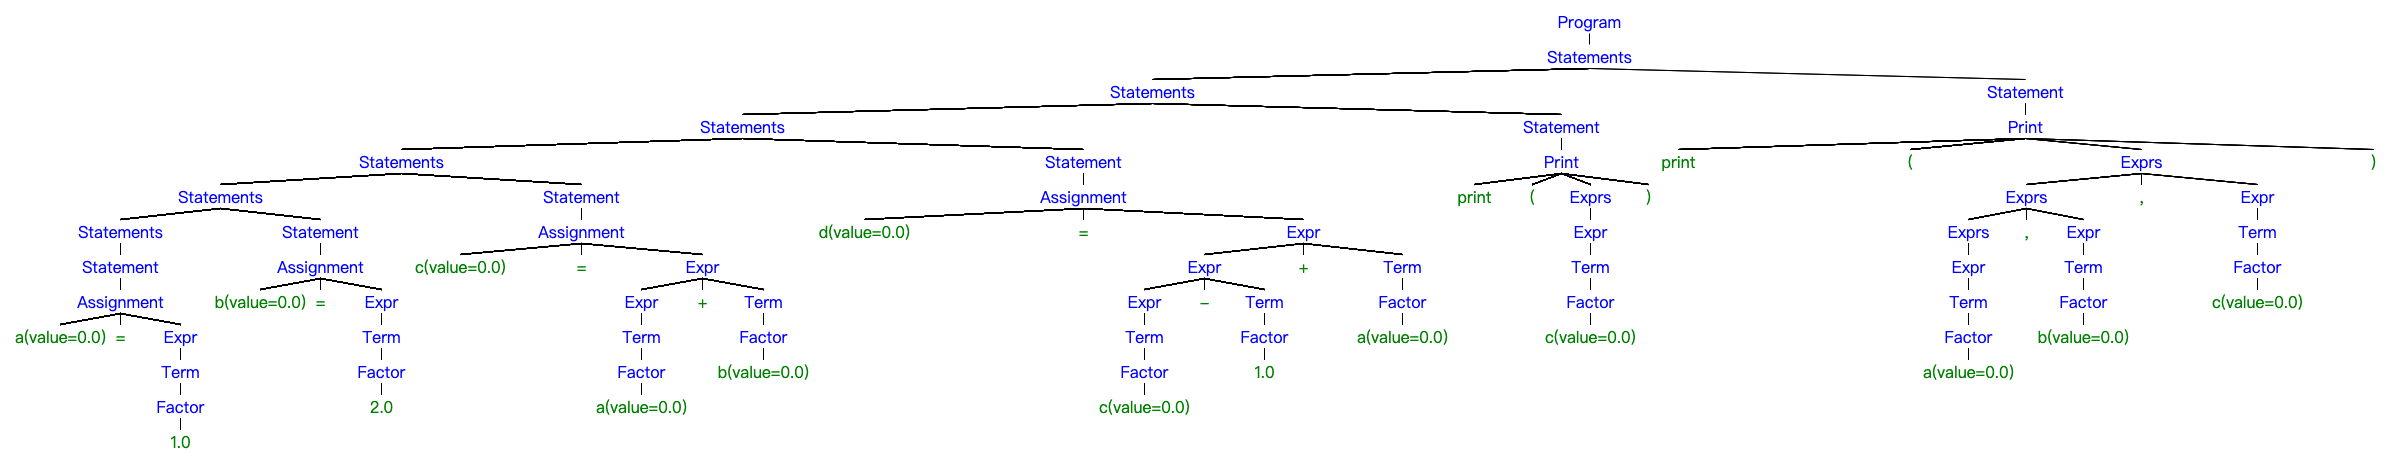 Program
Statements
Statements Statement
Statements Statement Print
Statements Statement Print print ( Exprs )
Statements Statement Assignment print ( Exprs ) Exprs , Expr
Statements Statement Assignment d(value=0.0) = Expr Expr Exprs , Expr Term
Statement Assignment c(value=0.0) = Expr Expr + Term Term Expr Term Factor
Assignment b(value=0.0) = Expr Expr + Term Expr – Term Factor Factor Term Factor c(value=0.0)
a(value=0.0) = Expr Term Term Factor Term Factor a(value=0.0) c(value=0.0) Factor b(value=0.0)
Term Factor Factor b(value=0.0) Factor 1.0 a(value=0.0)
Factor 2.0 a(value=0.0) c(value=0.0)
1.0